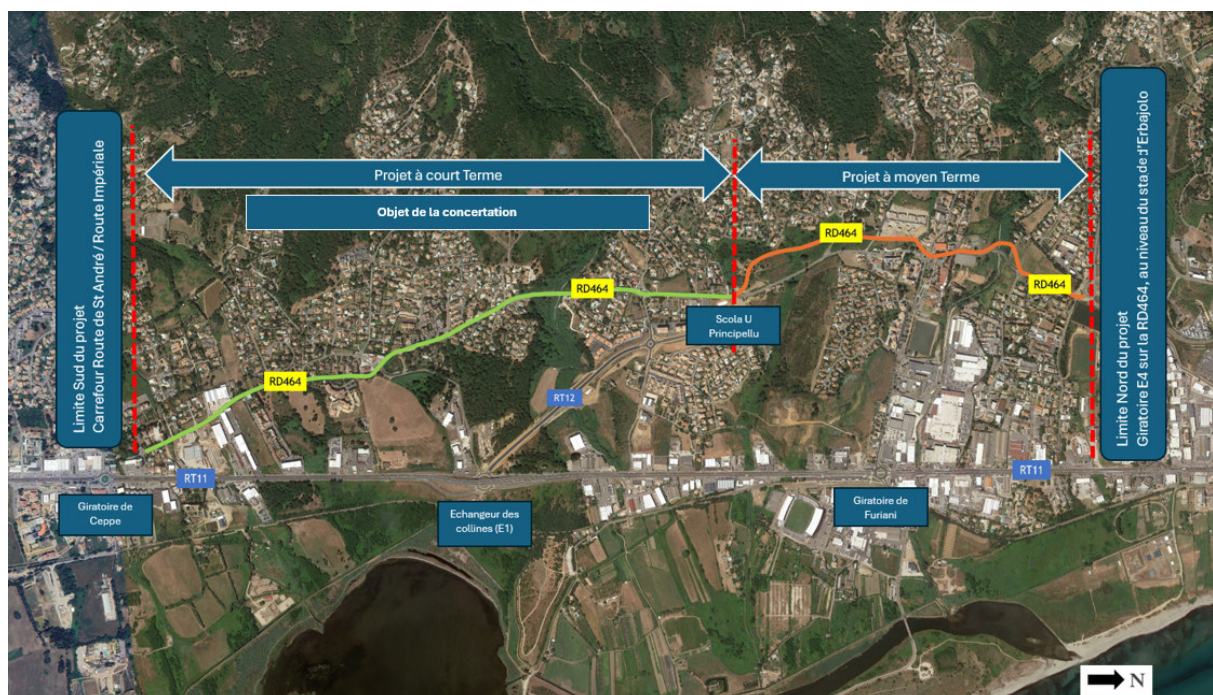 Limite Sud du projet
Carrefour Route de St André / Route Impériale
Projet à court Terme
Objet de la concertation
Projet à moyen Terme
Limite Nord du projet
Giratoire E4 sur la RD464, au niveau du stade d'Erbajolo
RD464
RD464
RD464
RD464
Scola U
Principellu
RT12
RT11
RT11
Giratoire de
Ceppe
Echangeur des
collines (E1)
Giratoire de
Furiani
N